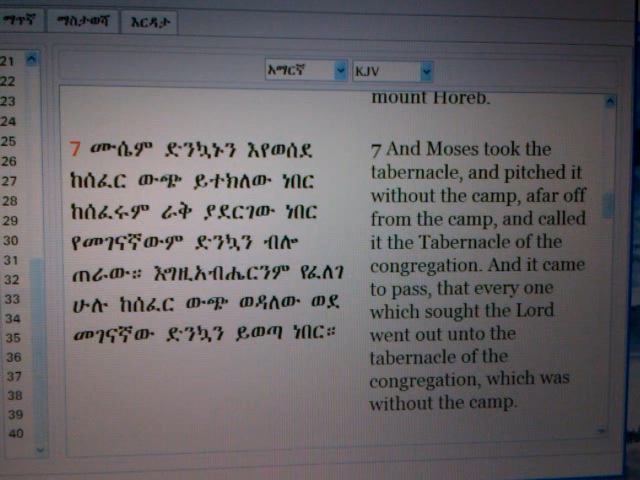 ማጥኛ ማስታወሻ እርዳታ
አማርኛ KJV
21
22
23
24
25
26
27
28
29
30
31
32
33
34
35
36
37
38
39
40
7 ሙሴም ድንኳኑን እየወሰደ
ከሰፈር ውጭ ይተክለው ነበር
ከሰፈሩም ራቅ ያደርገው ነበር
የመገናኛውም ድንኳን ብሎ
ጠራው። እግዚአብሔርንም የፈለገ
ሁሉ ከሰፈር ውጭ ወዳለው ወደ
መገናኛው ድንኳን ይወጣ ነበር።
mount Horeb.
7 And Moses took the
tabernacle, and pitched it
without the camp, afar off
from the camp, and called
it the Tabernacle of the
congregation. And it came
to pass, that every one
which sought the Lord
went out unto the
tabernacle of the
congregation, which was
without the camp.